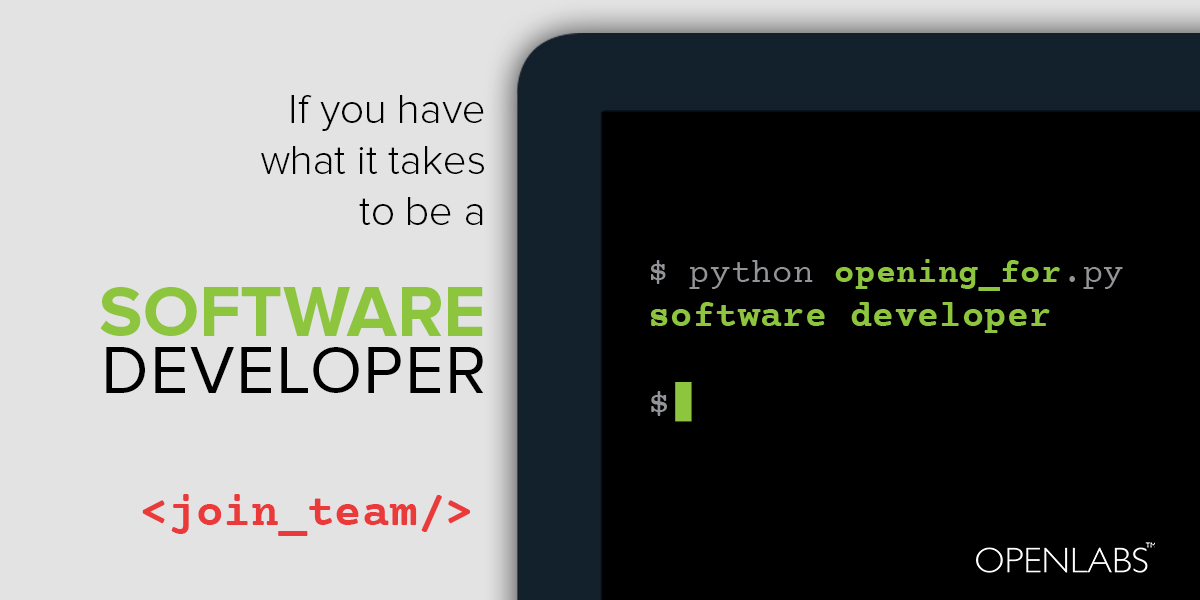 If you have
what it takes
to be a
SOFTWARE
DEVELOPER
<join_team/>
$ python opening_for.py
software developer
$
OPENLABS™